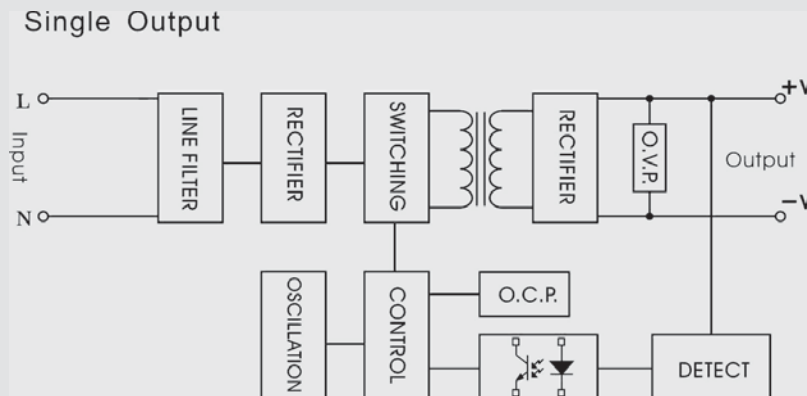 Single Output
L
+V
Input
LINE FILTER
RECTIFIER
SWITCHING
RECTIFIER
O.V.P.
Output
N
-V
OSCILLATION
CONTROL
O.C.P.
DETECT